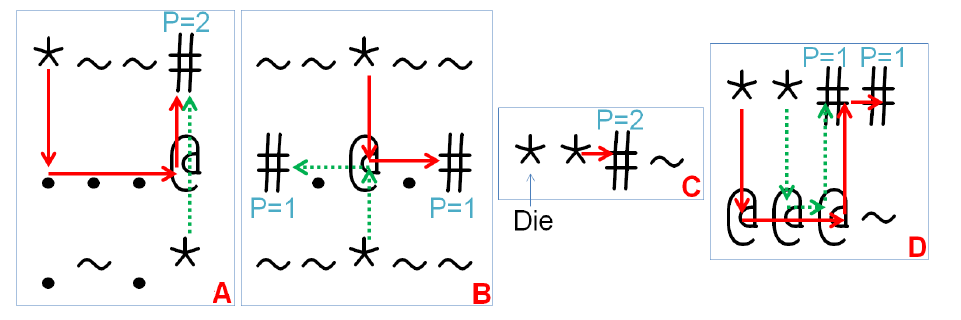 P=2
* ~ ~ #
. . . @
. ~ . *
A
~ ~ * ~ ~
# . @ . #
P=1 P=1
~ ~ * ~ ~
B
P=2
* * # ~
Die
C
P=1 P=1
* * # #
@ @ @ ~
D